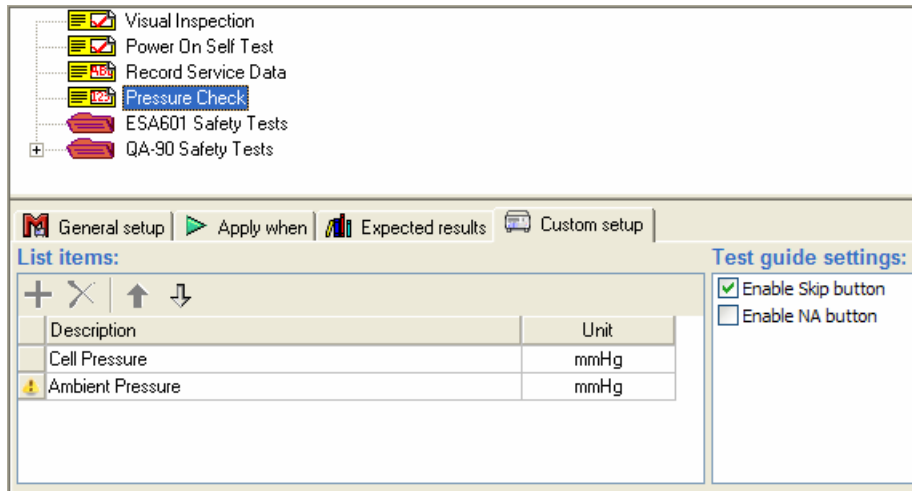 Visual Inspection
Power On Self Test
ABC Record Service Data
123 Pressure Check
ESA601 Safety Tests
QA-90 Safety Tests
General setup Apply when Expected results Custom setup
List items: Test guide settings:
Enable Skip button
Enable NA button
Description Unit
Cell Pressure mmHg
Ambient Pressure mmHg